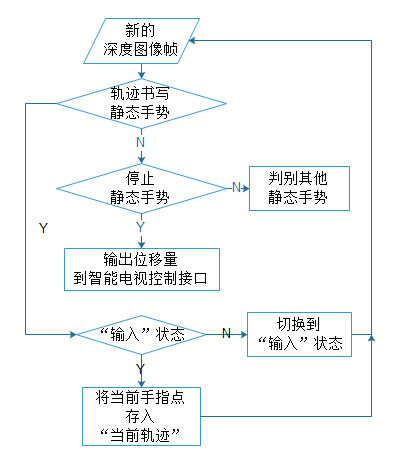 新的
深度图像帧
轨迹书写
静态手势
N
停止
静态手势
N
判别其他
静态手势
Y
Y
输出位移量
到智能电视控制接口
“输入”状态
N
切换到
“输入”状态
Y
将当前手指点
存入
“当前轨迹”